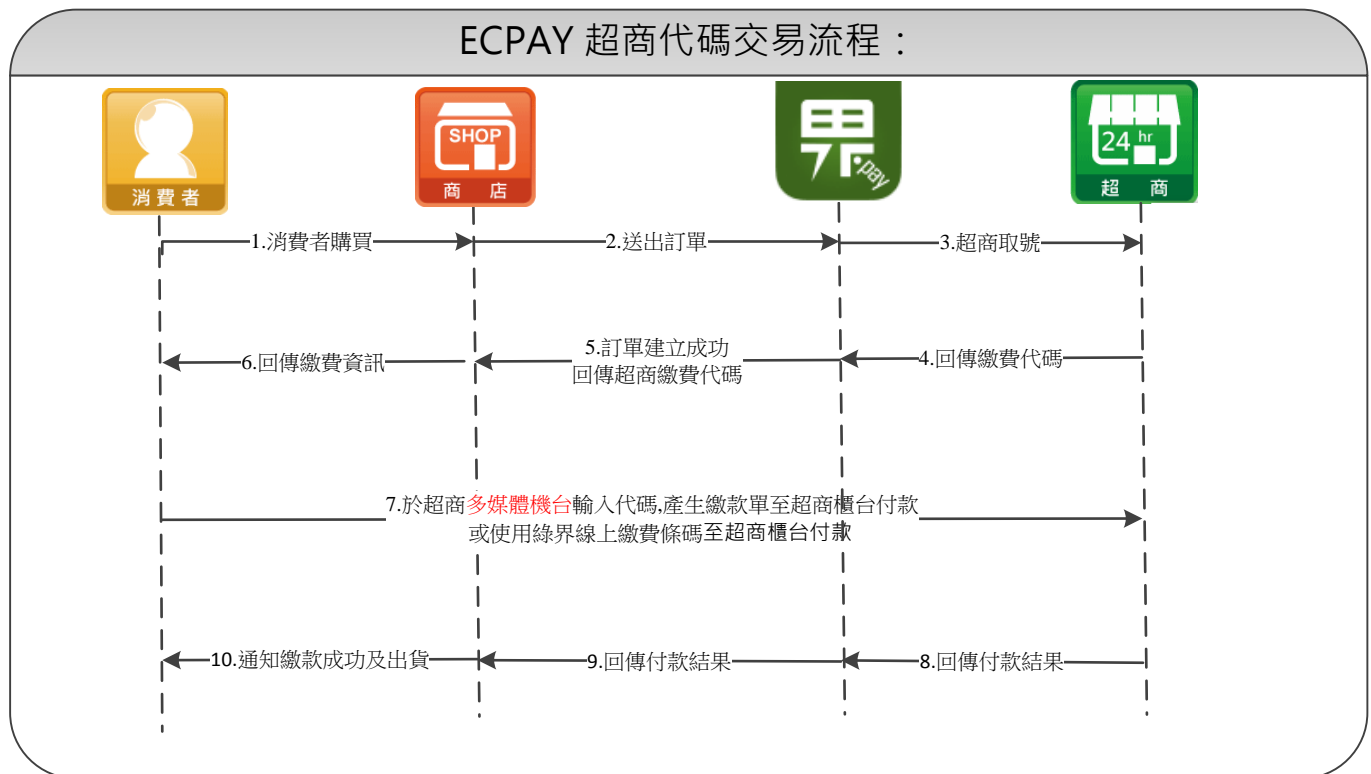 ECPAY 超商代碼交易流程：
消費者
SHOP
商 店
界
pay
24 hr
超 商
1.消費者購買
2.送出訂單
3.超商取號
6.回傳繳費資訊
5.訂單建立成功
回傳超商繳費代碼
4.回傳繳費代碼
7.於超商多媒體機台輸入代碼,產生繳款單至超商櫃台付款
或使用綠界線上繳費條碼至超商櫃台付款
10.通知繳款成功及出貨
9.回傳付款結果
8.回傳付款結果